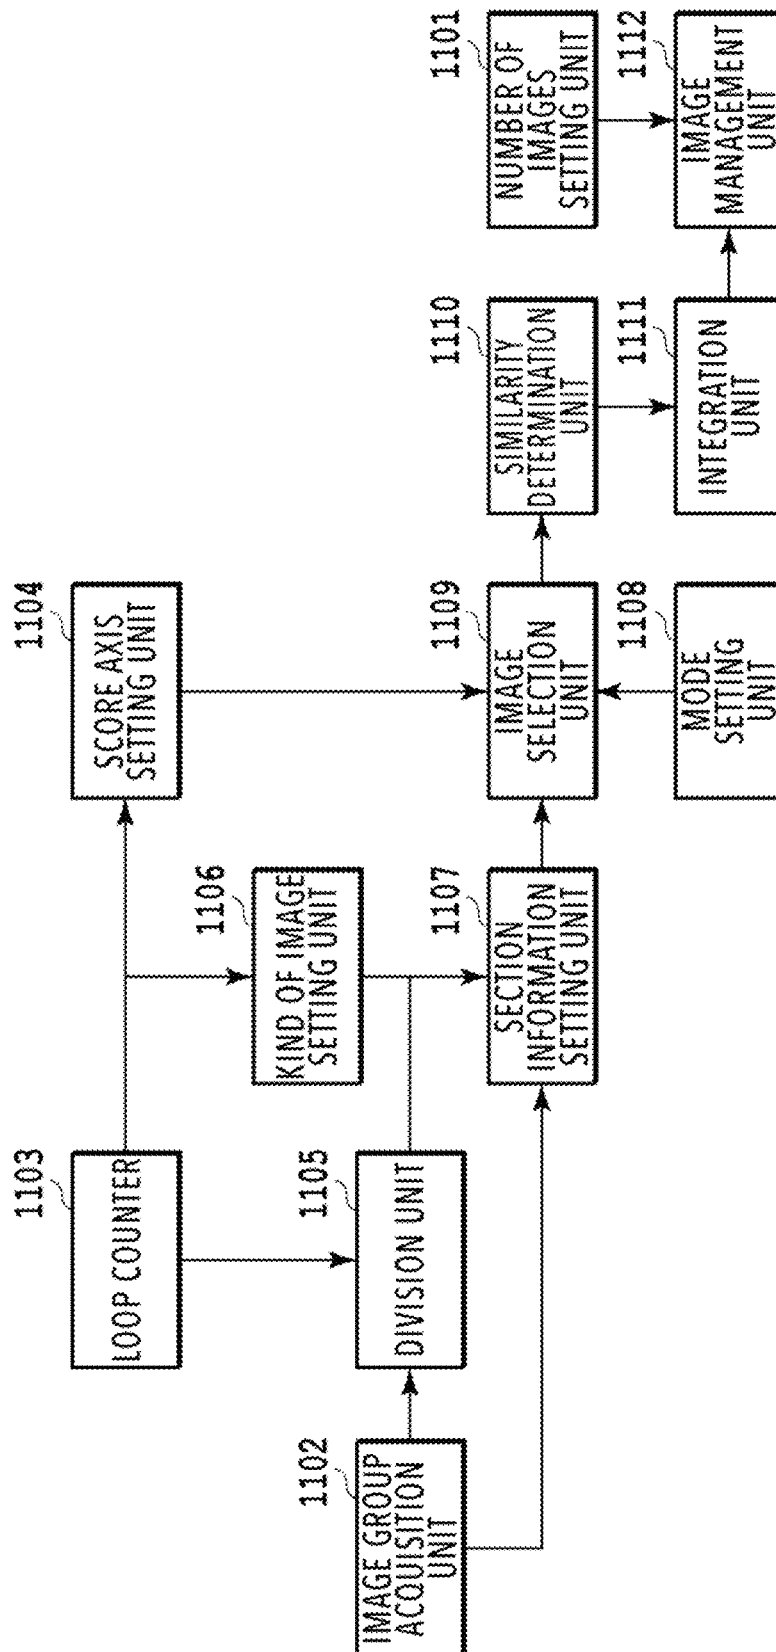 1103
LOOP COUNTER
1104
SCORE AXIS
SETTING UNIT
1106
KIND OF IMAGE
SETTING UNIT
1102
IMAGE GROUP
ACQUISITION
UNIT
1105
DIVISION UNIT
1107
SECTION
INFORMATION
SETTING UNIT
1109
IMAGE
SELECTION
UNIT
1110
SIMILARITY
DETERMINATION
UNIT
1101
NUMBER OF
IMAGES
SETTING UNIT
1108
MODE
SETTING
UNIT
1111
INTEGRATION
UNIT
1112
IMAGE
MANAGEMENT
UNIT